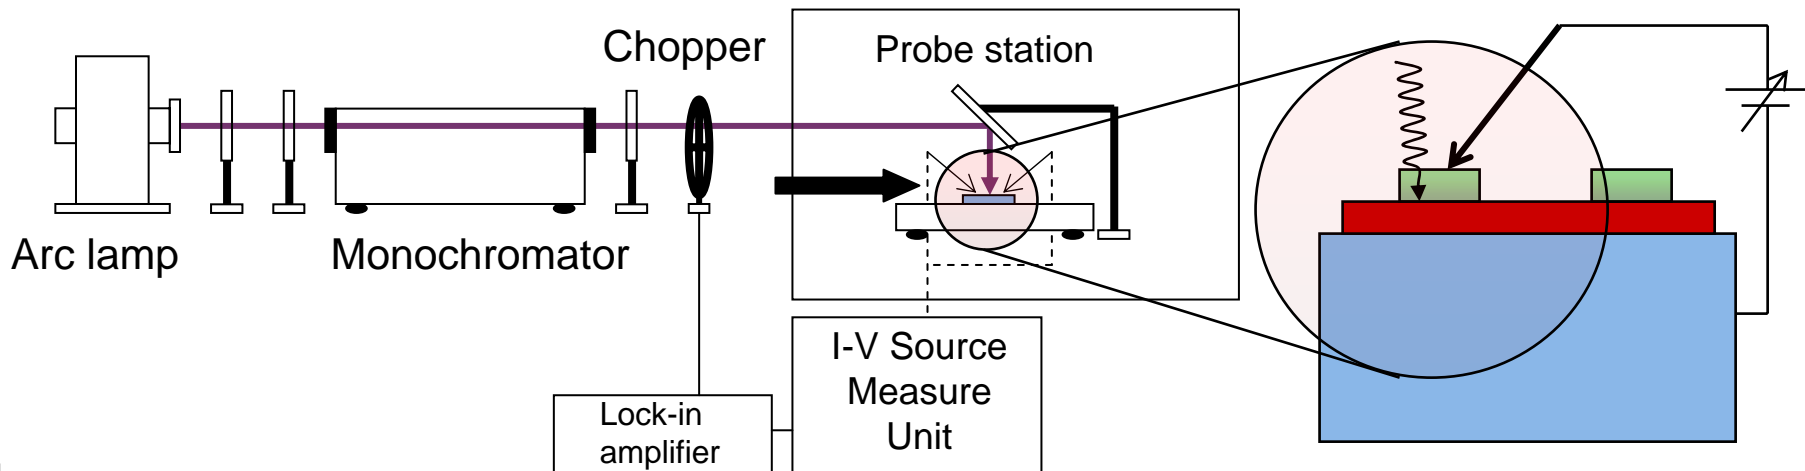 Chopper
Probe station
Arc lamp
Monochromator
I-V Source
Measure
Unit
Lock-in
amplifier